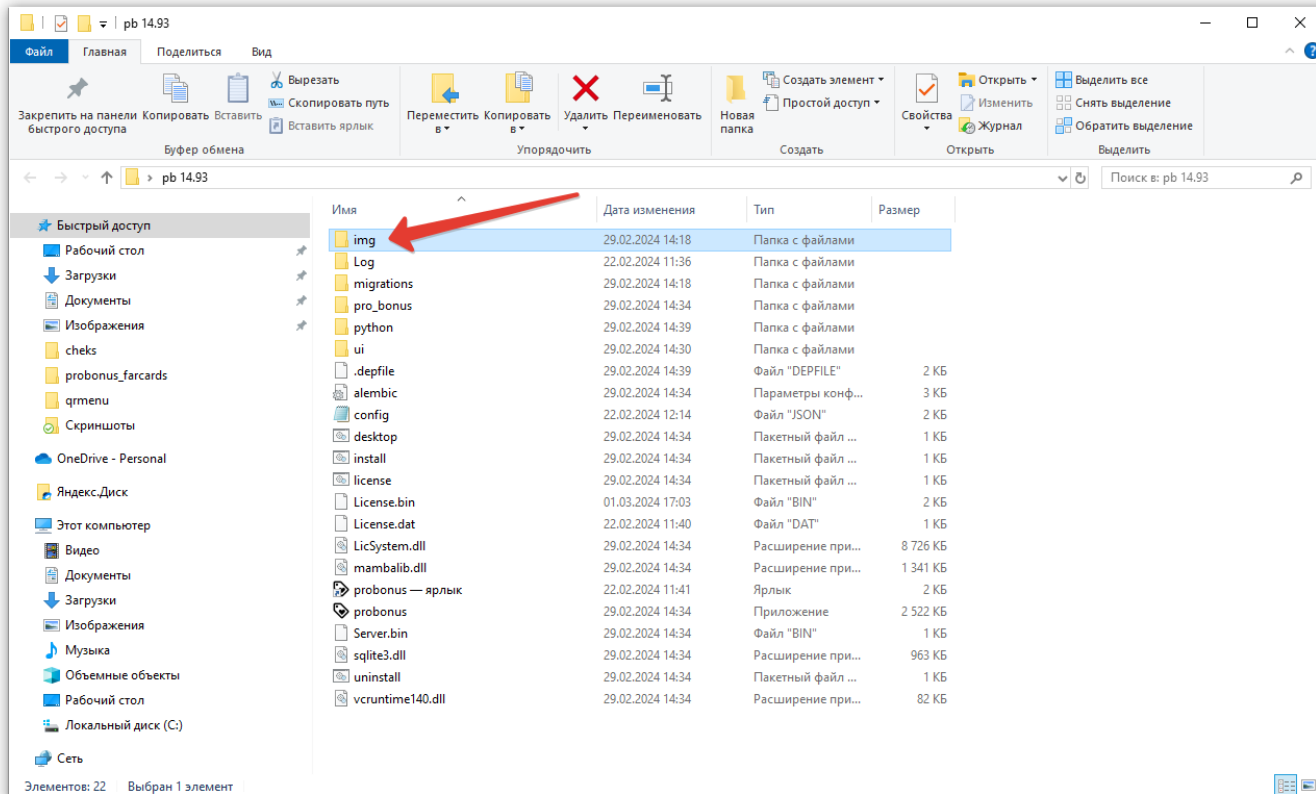 pb 14.93
Файл Главная Поделиться Вид
Закрепить на панели быстрого доступа
Копировать
Вставить
Вырезать
Скопировать путь
Вставить ярлык
Буфер обмена
Переместить в
Копировать в
Удалить
Переименовать
Упорядочить
Новая папка
Создать элемент
Простой доступ
Создать
Свойства
Открыть
Изменить
Журнал
Открыть
Выделить все
Снять выделение
Обратить выделение
Выделить
pb 14.93
Поиск в: pb 14.93
Быстрый доступ
Рабочий стол
Загрузки
Документы
Изображения
cheks
probonus_farcards
qrmenu
Скриншоты
OneDrive - Personal
Яндекс.Диск
Этот компьютер
Видео
Документы
Загрузки
Изображения
Музыка
Объемные объекты
Рабочий стол
Локальный диск (C:)
Сеть
Имя Дата изменения Тип Размер
img 29.02.2024 14:18 Папка с файлами
Log 22.02.2024 11:36 Папка с файлами
migrations 29.02.2024 14:18 Папка с файлами
pro_bonus 29.02.2024 14:34 Папка с файлами
python 29.02.2024 14:39 Папка с файлами
ui 29.02.2024 14:30 Папка с файлами
.depfile 29.02.2024 14:39 Файл "DEPFILE" 2 КБ
alembic 29.02.2024 14:34 Параметры конф... 3 КБ
config 22.02.2024 12:14 Файл "JSON" 2 КБ
desktop 29.02.2024 14:34 Пакетный файл ... 1 КБ
install 29.02.2024 14:34 Пакетный файл ... 1 КБ
license 29.02.2024 14:34 Пакетный файл ... 1 КБ
License.bin 01.03.2024 17:03 Файл "BIN" 2 КБ
License.dat 22.02.2024 11:40 Файл "DAT" 1 КБ
LicSystem.dll 29.02.2024 14:34 Расширение при... 8 726 КБ
mambalib.dll 29.02.2024 14:34 Расширение при... 1 341 КБ
probonus — ярлык 22.02.2024 11:41 Ярлык 2 КБ
probonus 29.02.2024 14:34 Приложение 2 522 КБ
Server.bin 29.02.2024 14:34 Файл "BIN" 1 КБ
sqlite3.dll 29.02.2024 14:34 Расширение при... 963 КБ
uninstall 29.02.2024 14:34 Пакетный файл ... 1 КБ
vcruntime140.dll 29.02.2024 14:34 Расширение при... 82 КБ
Элементов: 22 Выбран 1 элемент